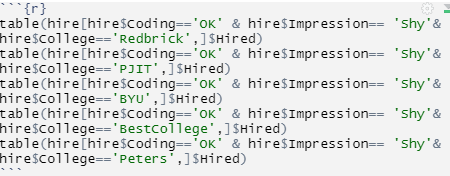 ```{r}
table(hire[hire$Coding=='OK' & hire$Impression== 'Shy'&
hire$College=='Redbrick',]$Hired)
table(hire[hire$Coding=='OK' & hire$Impression== 'Shy'&
hire$College=='PJIT',]$Hired)
table(hire[hire$Coding=='OK' & hire$Impression== 'Shy'&
hire$College=='BYU',]$Hired)
table(hire[hire$Coding=='OK' & hire$Impression== 'Shy'&
hire$College=='BestCollege',]$Hired)
table(hire[hire$Coding=='OK' & hire$Impression== 'Shy'&
hire$College=='Peters',]$Hired)
```